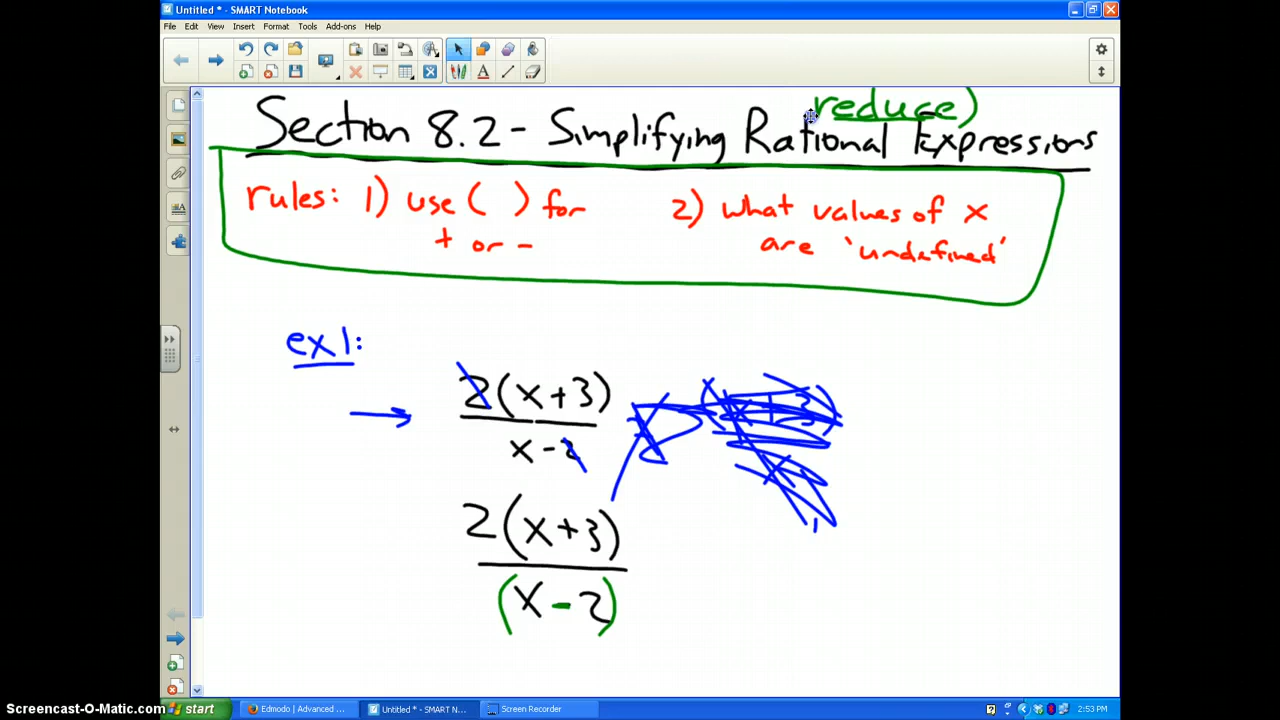 Untitled * - SMART Notebook
File Edit View Insert Format Tools Add-ons Help
reduce)
Section 8.2 - Simplifying Rational Expressions
rules: 1) use ( ) for
+ or -
2) what values of x
are 'undefined'
ex 1:
2(x+3)
x-2
2(x+3)
(x-2)
Screencast-O-Matic.com
start
Edmodo | Advanced ...
Untitled * - SMART N...
Screen Recorder
2:53 PM